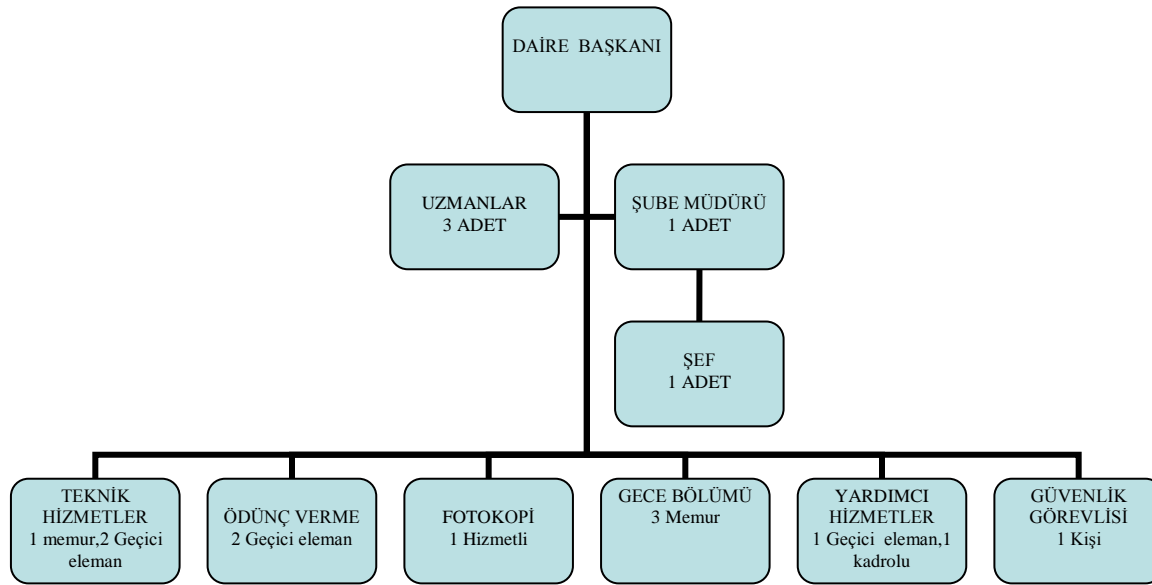 DAİRE BAŞKANI
UZMANLAR
3 ADET
ŞUBE MÜDÜRÜ
1 ADET
ŞEF
1 ADET
TEKNİK
HİZMETLER
1 memur,2 Geçici
eleman
ÖDÜNÇ VERME
2 Geçici eleman
FOTOKOPİ
1 Hizmetli
GECE BÖLÜMÜ
3 Memur
YARDIMCI
HİZMETLER
1 Geçici eleman,1
kadrolu
GÜVENLİK
GÖREVLİSİ
1 Kişi